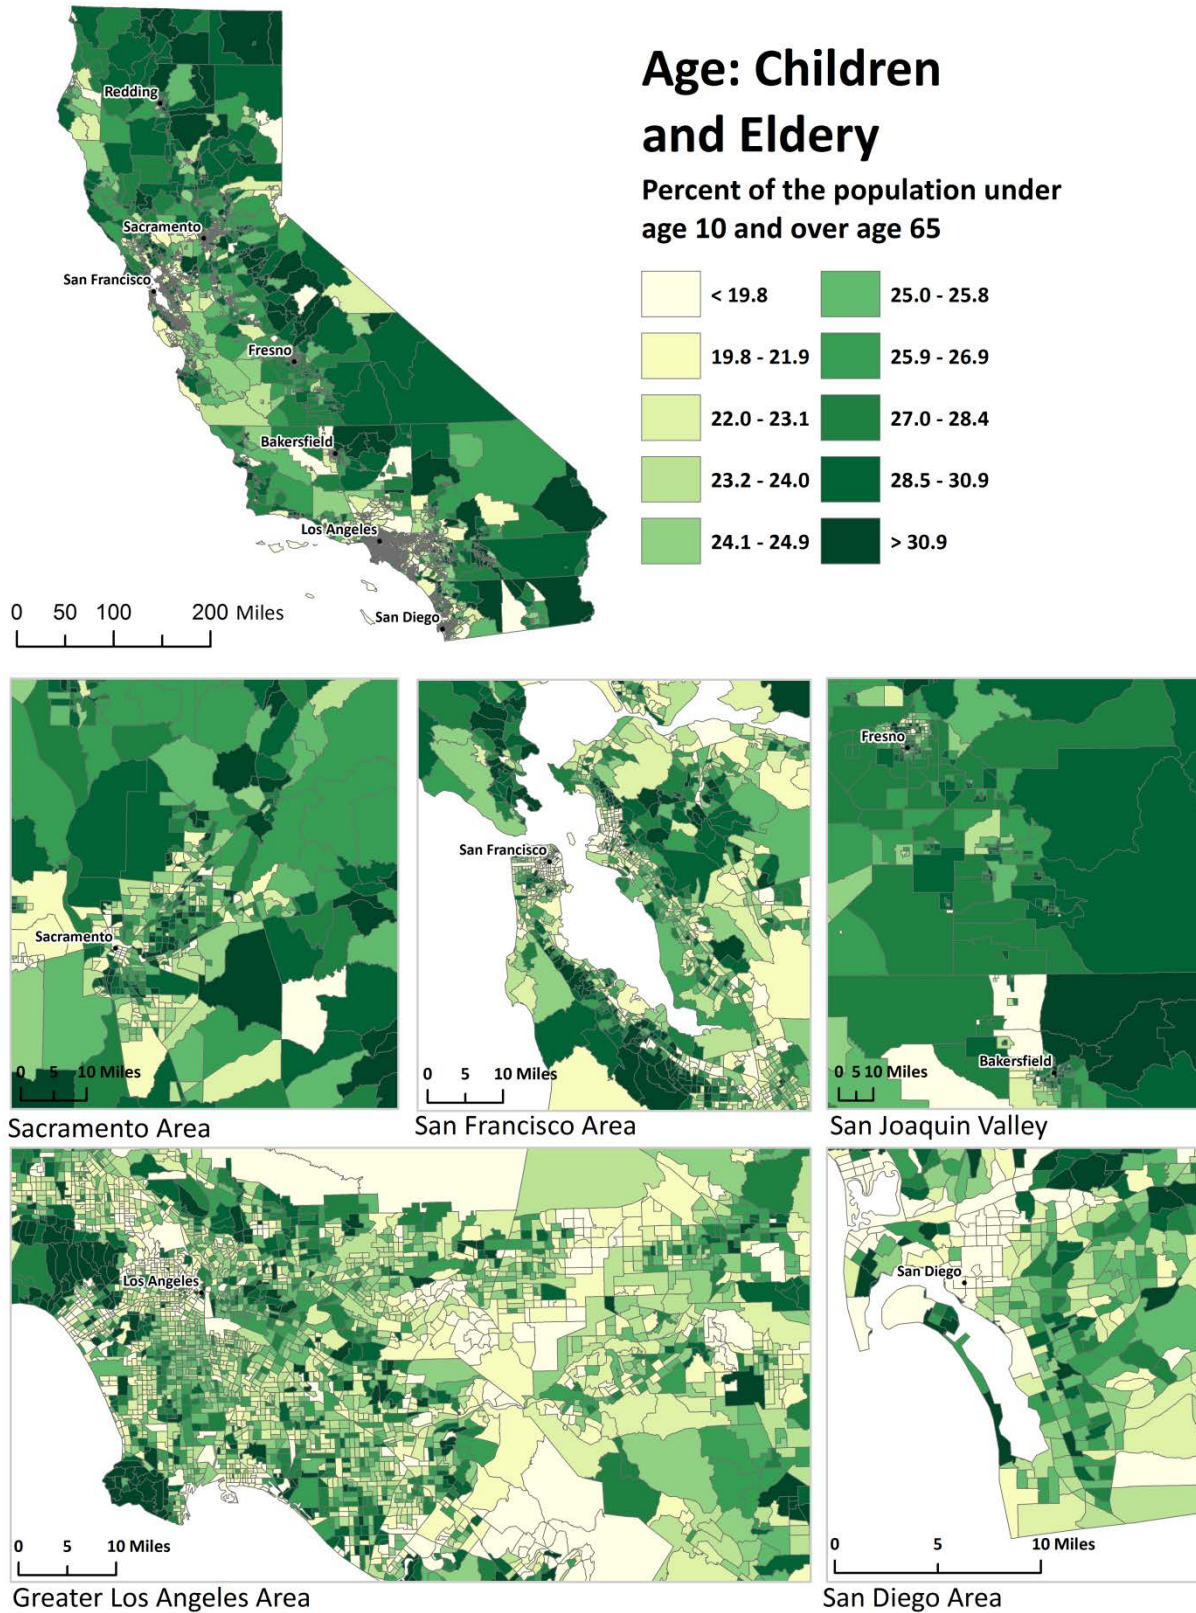 Age: Children
and Eldery
Percent of the population under
age 10 and over age 65
< 19.8
19.8 - 21.9
22.0 - 23.1
23.2 - 24.0
24.1 - 24.9
25.0 - 25.8
25.9 - 26.9
27.0 - 28.4
28.5 - 30.9
> 30.9
Redding
Sacramento
San Francisco
Fresno
Bakersfield
Los Angeles
San Diego
0 50 100 200 Miles
Sacramento
0 5 10 Miles
Sacramento Area
San Francisco
0 5 10 Miles
San Francisco Area
Fresno
Bakersfield
0 5 10 Miles
San Joaquin Valley
Los Angeles
0 5 10 Miles
Greater Los Angeles Area
San Diego
0 5 10 Miles
San Diego Area